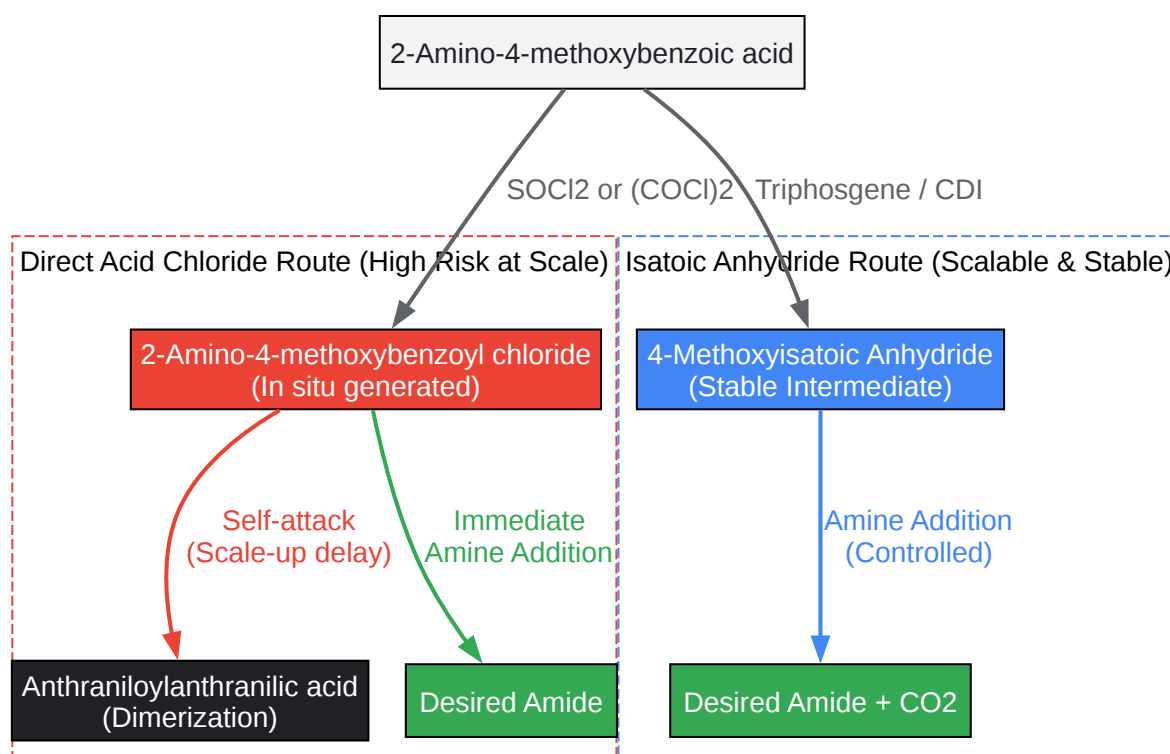 2-Amino-4-methoxybenzoic acid
SOCl2 or (COCl)2
Triphosgene / CDI
Direct Acid Chloride Route (High Risk at Scale)
Isatoic Anhydride Route (Scalable & Stable)
2-Amino-4-methoxybenzoyl chloride
(In situ generated)
4-Methoxyisatoic Anhydride
(Stable Intermediate)
Self-attack
(Scale-up delay)
Immediate
Amine Addition
Amine Addition
(Controlled)
Anthraniloylanthranilic acid
(Dimerization)
Desired Amide
Desired Amide + CO2